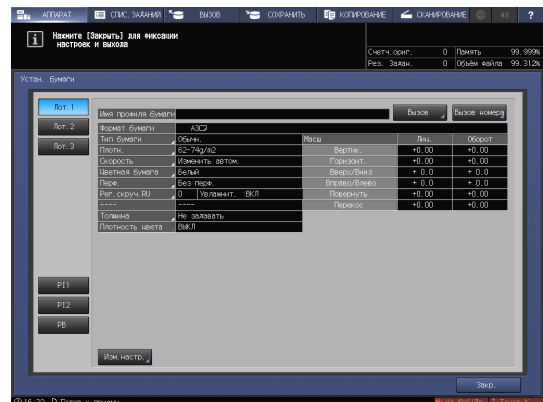 АППАРАТ СПИС. ЗАДАНИЙ ВЫЗОВ СОХРАНИТЬ КОПИРОВАНИЕ СКАНИРОВАНИЕ ?
Нажмите [Закрыть] для фиксации
настроек и выхода
Счетч.ориг. 0 Память 99.999%
Рез. Задан. 0 Объём файла 99.312%
Устан. бумаги
Лот.1
Имя профиля бумаги Вызов Вызов номера
Лот.2
Формат бумаги A3
Лот.3
Тип бумаги Обычн. Масш Лиц. Оборот
Плотн. 62-74g/m2 Вертик. +0.00 +0.00
Скорость Изменить автом. Горизонт. +0.00 +0.00
Цветная бумага Белый Вверх/Вниз + 0.0 + 0.0
Перф. Без перф. Вправо/Влево + 0.0 + 0.0
Рег.скруч.RU 0 Увлажнит. :ВКЛ Повернуть +0.00 +0.00
---- ---- Перекос +0.00 +0.00
Толщина Не задавать
Плотность цвета ВЫКЛ
PI1
PI2
PB
Изм.настр.
Закр.